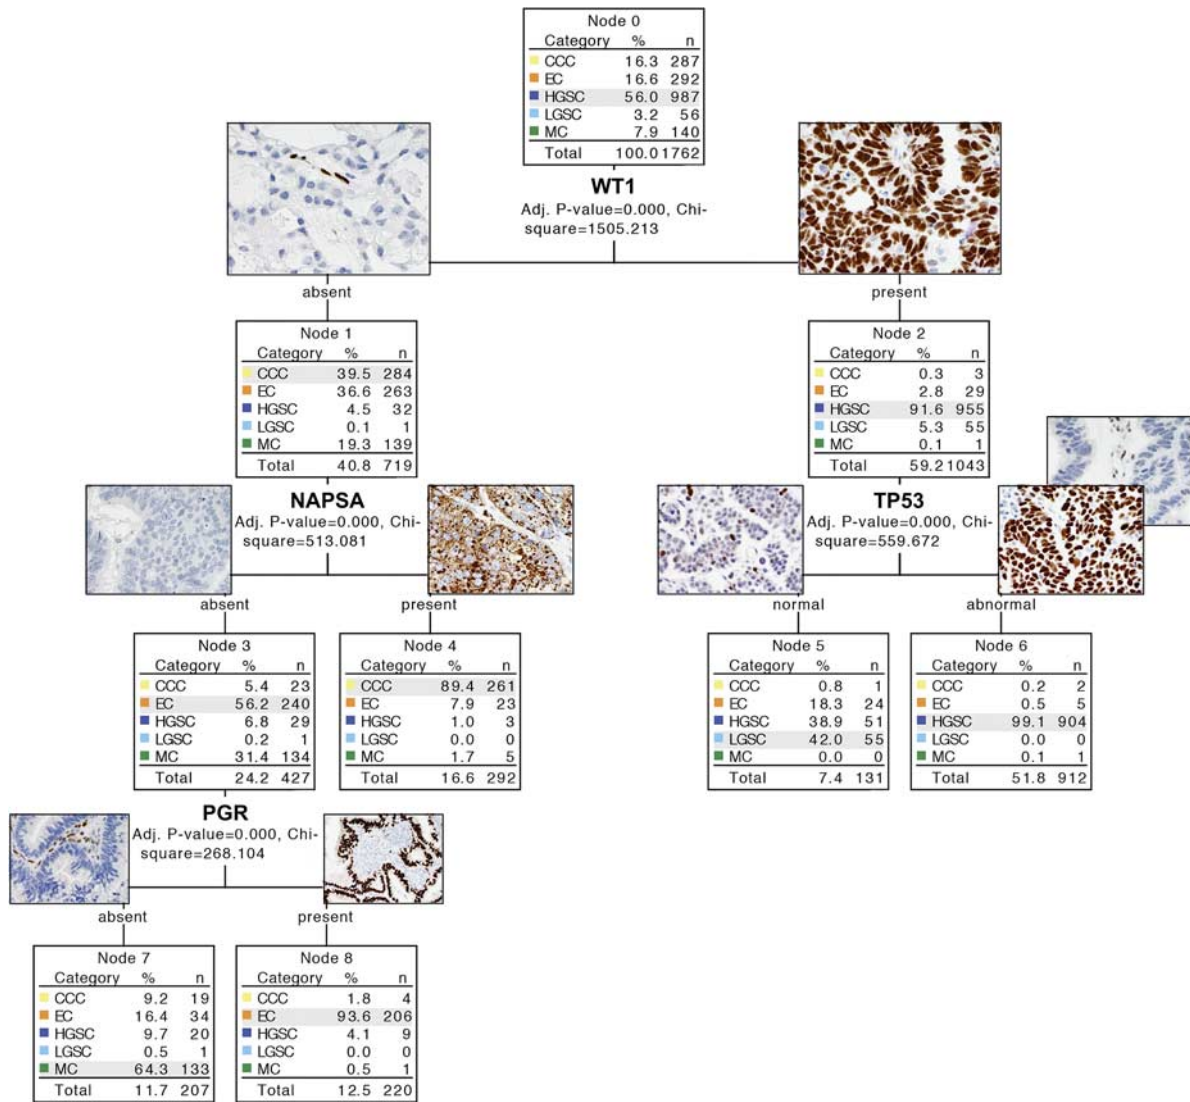 Node 0
Category % n
CCC 16.3 287
EC 16.6 292
HGSC 56.0 987
LGSC 3.2 56
MC 7.9 140
Total 100.0 1762
WT1
Adj. P-value=0.000, Chi-
square=1505.213
absent
present
Node 1
Category % n
CCC 39.5 284
EC 36.6 263
HGSC 4.5 32
LGSC 0.1 1
MC 19.3 139
Total 40.8 719
Node 2
Category % n
CCC 0.3 3
EC 2.8 29
HGSC 91.6 955
LGSC 5.3 55
MC 0.1 1
Total 59.2 1043
NAPSA
Adj. P-value=0.000, Chi-
square=513.081
absent
present
TP53
Adj. P-value=0.000, Chi-
square=559.672
normal
abnormal
Node 3
Category % n
CCC 5.4 23
EC 56.2 240
HGSC 6.8 29
LGSC 0.2 1
MC 31.4 134
Total 24.2 427
Node 4
Category % n
CCC 89.4 261
EC 7.9 23
HGSC 1.0 3
LGSC 0.0 0
MC 1.7 5
Total 16.6 292
Node 5
Category % n
CCC 0.8 1
EC 18.3 24
HGSC 38.9 51
LGSC 42.0 55
MC 0.0 0
Total 7.4 131
Node 6
Category % n
CCC 0.2 2
EC 0.5 5
HGSC 99.1 904
LGSC 0.0 0
MC 0.1 1
Total 51.8 912
PGR
Adj. P-value=0.000, Chi-
square=268.104
absent
present
Node 7
Category % n
CCC 9.2 19
EC 16.4 34
HGSC 9.7 20
LGSC 0.5 1
MC 64.3 133
Total 11.7 207
Node 8
Category % n
CCC 1.8 4
EC 93.6 206
HGSC 4.1 9
LGSC 0.0 0
MC 0.5 1
Total 12.5 220